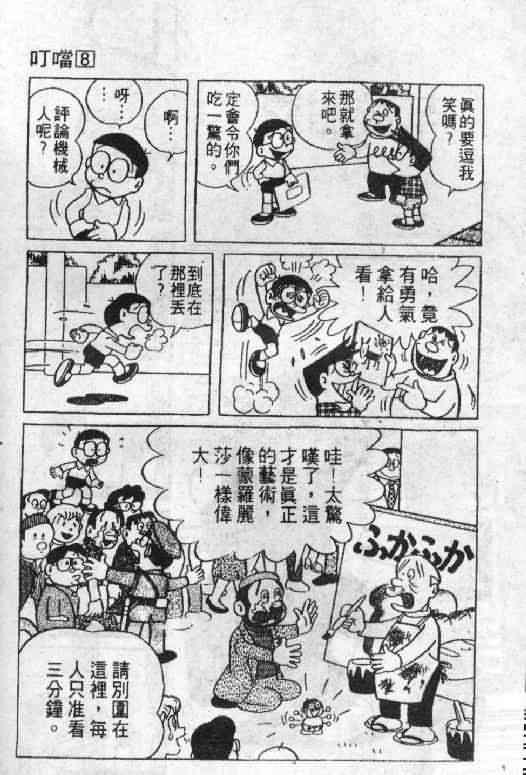 叮噹8
真的要逗我
笑嗎?
那就拿
來吧。
定會令你們
吃一驚的。
啊…
呀…
…
評論機械
人呢?
哈,竟
有勇氣
拿給人
看!
到底在
那裡丟
了?
哇!太驚
嘆了,這
才是眞正
的藝術,
像蒙羅麗
莎一樣偉
大!
ふかふか
請別圍在
這裡,每
人只准看
三分鐘。